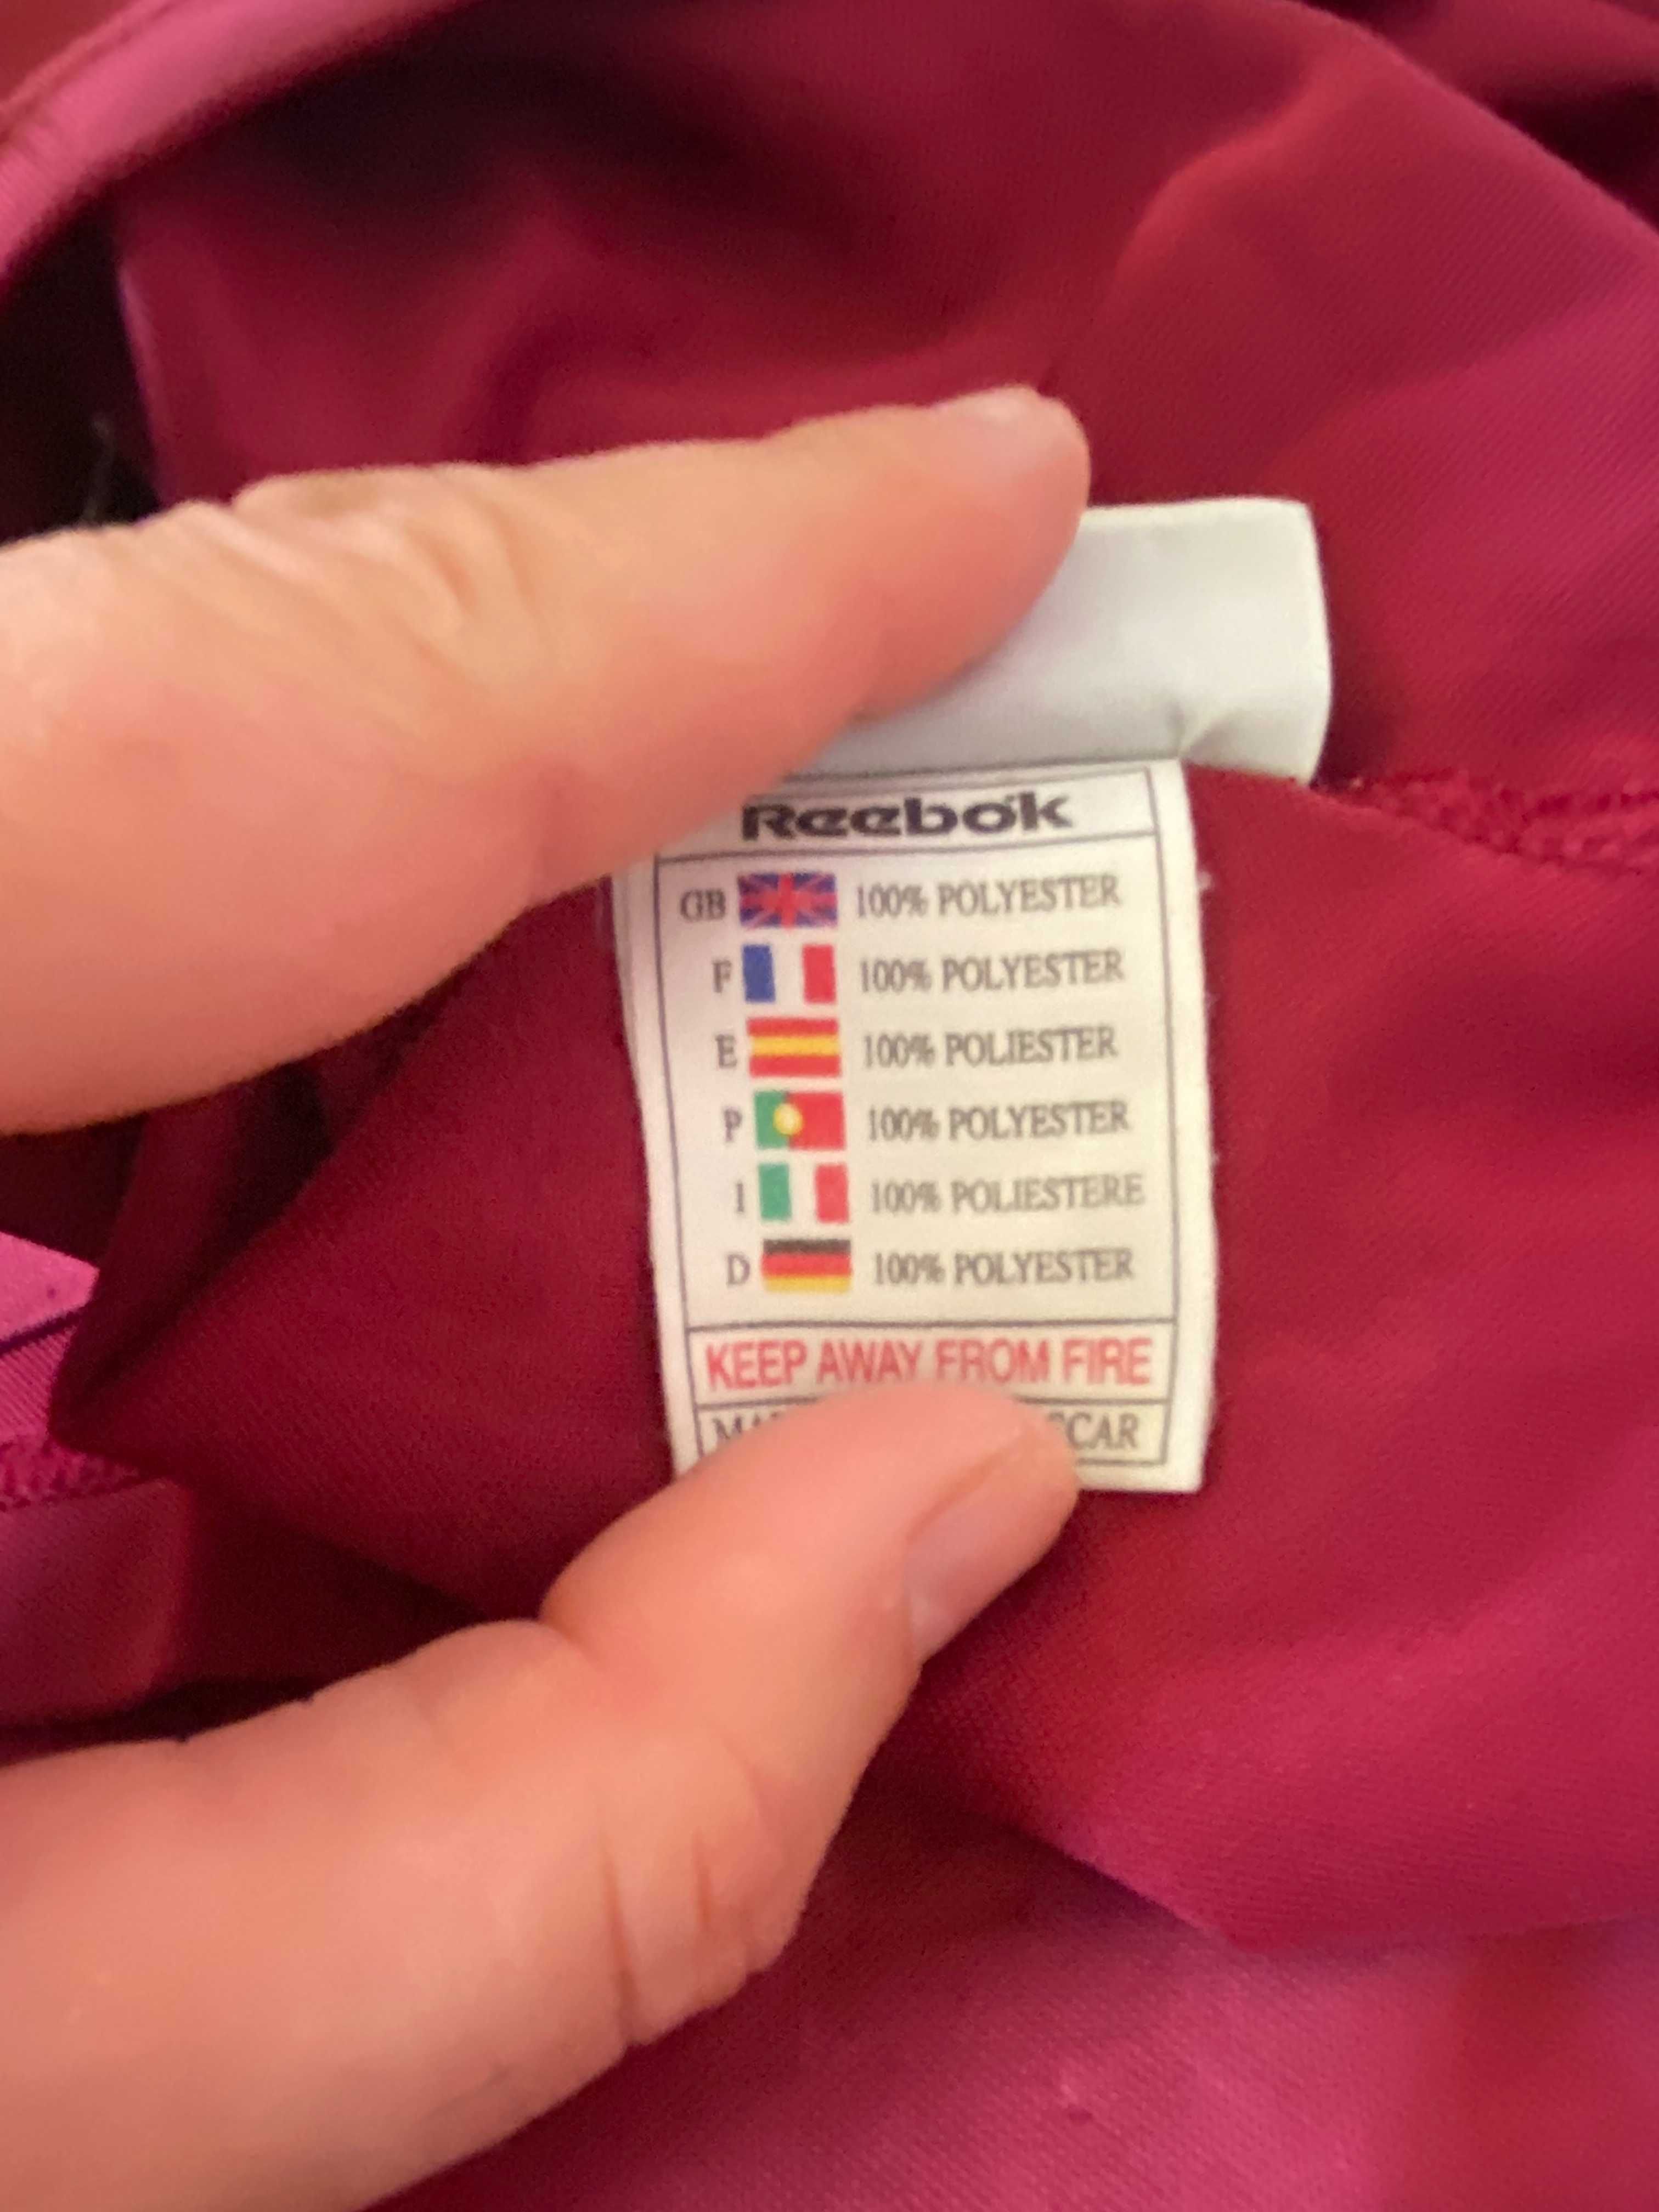 Reebok
GB 100% POLYESTER
F 100% POLYESTER
E 100% POLIESTER
P 100% POLYESTER
I 100% POLIESTERE
D 100% POLYESTER
KEEP AWAY FROM FIRE